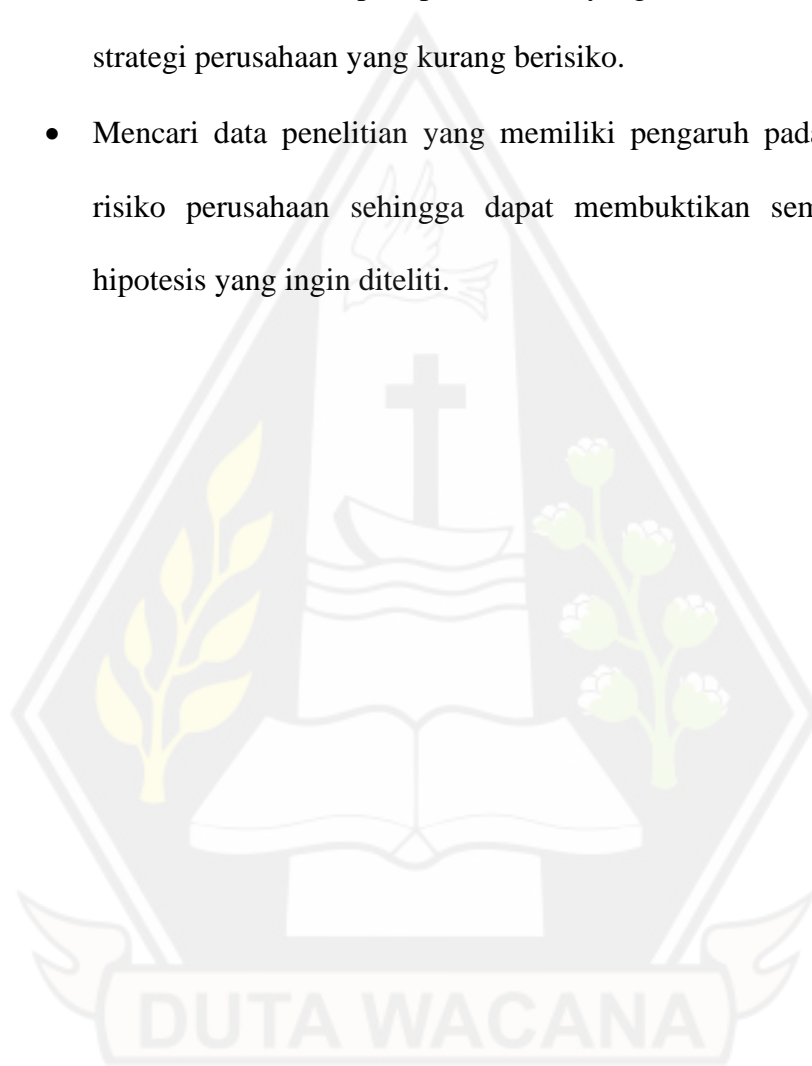 strategi perusahaan yang kurang berisiko.
• Mencari data penelitian yang memiliki pengaruh pada
risiko perusahaan sehingga dapat membuktikan
hipotesis yang ingin diteliti.
DUTA WACANA